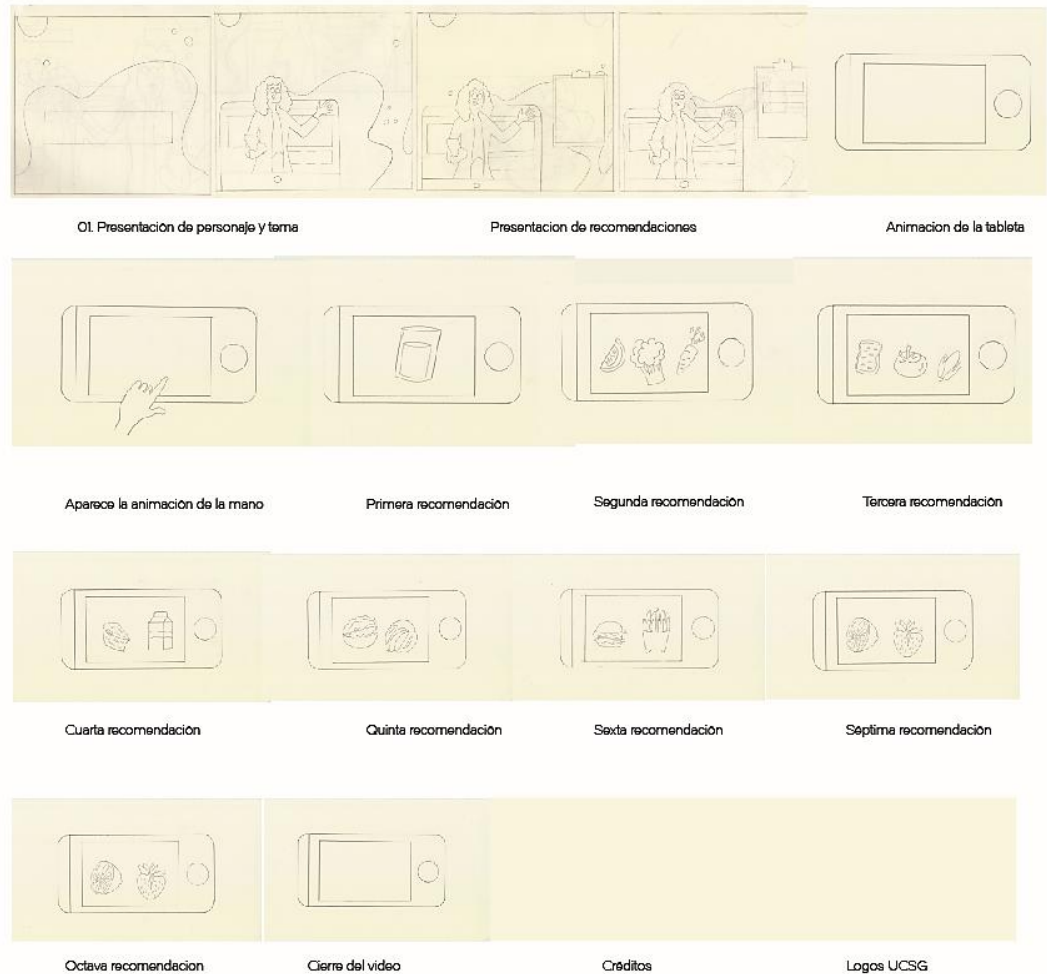 01. Presentación de personaje y tema
Presentacion de recomendaciones
Animacion de la tableta
Aparece la animación de la mano
Primera recomendación
Segunda recomendación
Tercera recomendación
Cuarta recomendación
Quinta recomendación
Sexta recomendación
Séptima recomendación
Octava recomendacion
Cierre del video
Créditos
Logos UCSG